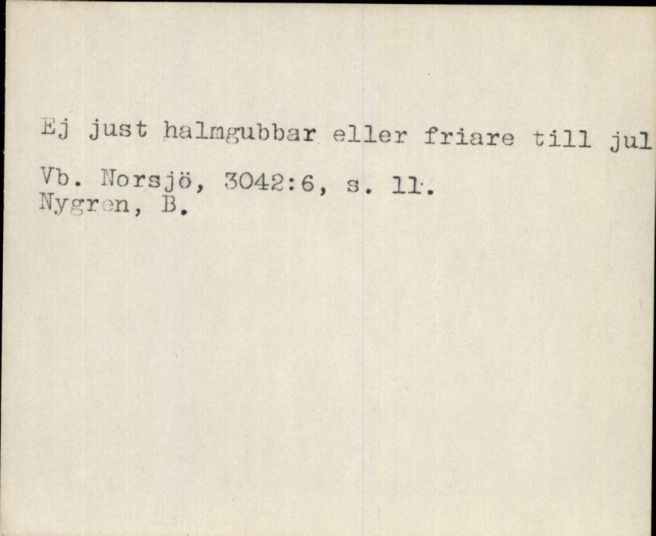 Ej just halmgubbar eller friare till jul
Vb. Norsjö, 3042:6, s. 11.
Nygren, B.